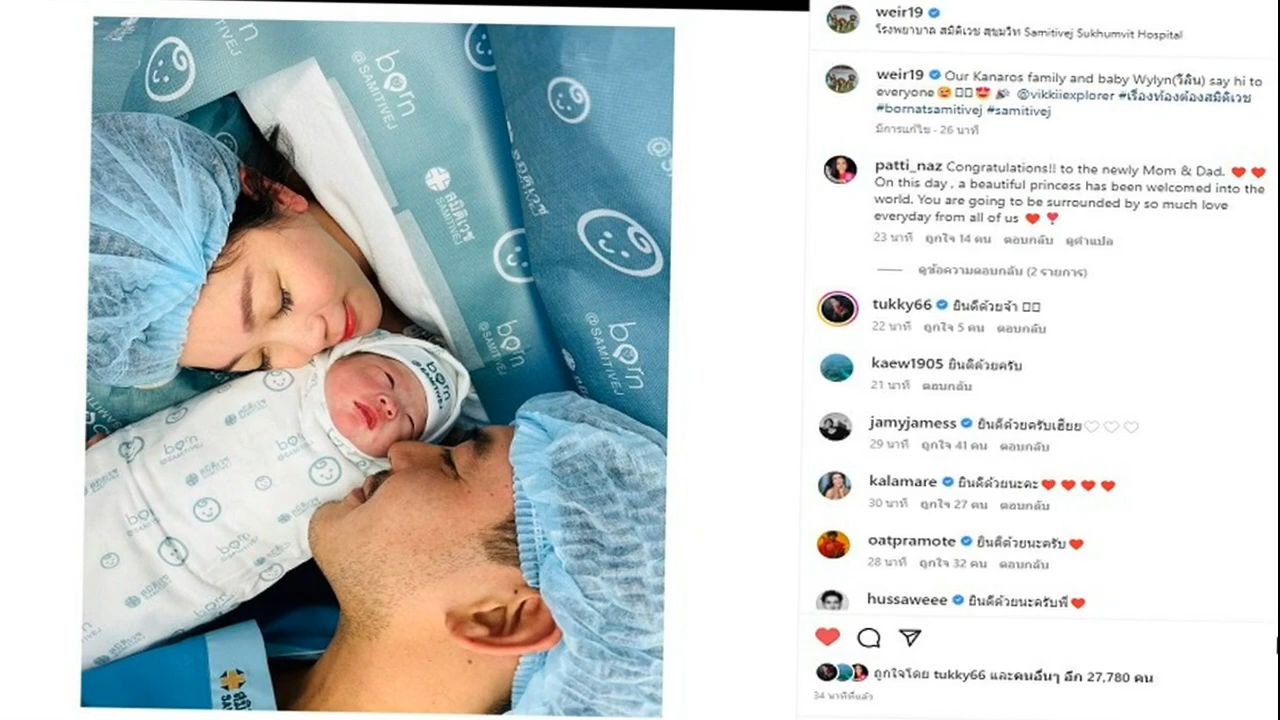 weir19
โรงพยาบาล สมิติเวช สุขุมวิท Samitivej Sukhumvit Hospital
weir19 Our Kanaros family and baby Wylyn(วีลิน) say hi to
everyone @vikkiiexplorer #เรื่องท้องต้องสมิติเวช
#bornatsamitivej #samitivej
มีการแก้ไข · 26 นาที
patti_naz Congratulations!! to the newly Mom & Dad. ❤️ ❤️
On this day , a beautiful princess has been welcomed into the
world. You are going to be surrounded by so much love
everyday from all of us ❤️ ❣️
23 นาที ถูกใจ 14 คน ตอบกลับ ดูคำแปล
ดูข้อความตอบกลับ (2 รายการ)
tukky66 ยินดีด้วยจ้า
22 นาที ถูกใจ 5 คน ตอบกลับ
kaew1905 ยินดีด้วยครับ
21 นาที ตอบกลับ
jamyjamess ยินดีด้วยครับเฮียย🤍🤍🤍
29 นาที ถูกใจ 41 คน ตอบกลับ
kalamare ยินดีด้วยนะคะ❤️❤️❤️❤️
30 นาที ถูกใจ 27 คน ตอบกลับ
oatpramote ยินดีด้วยนะครับ❤️
28 นาที ถูกใจ 32 คน ตอบกลับ
hussaweee ยินดีด้วยนะครับพี่❤️
ถูกใจโดย tukky66 และคนอื่นๆ อีก 27,780 คน
34 นาทีที่แล้ว
born
@SAMITIVEJ
สมิติเวช
SAMITIVEJ
born
@SAMITIVEJ
born
@SAMITIVEJ
born
@SAMITIVEJ